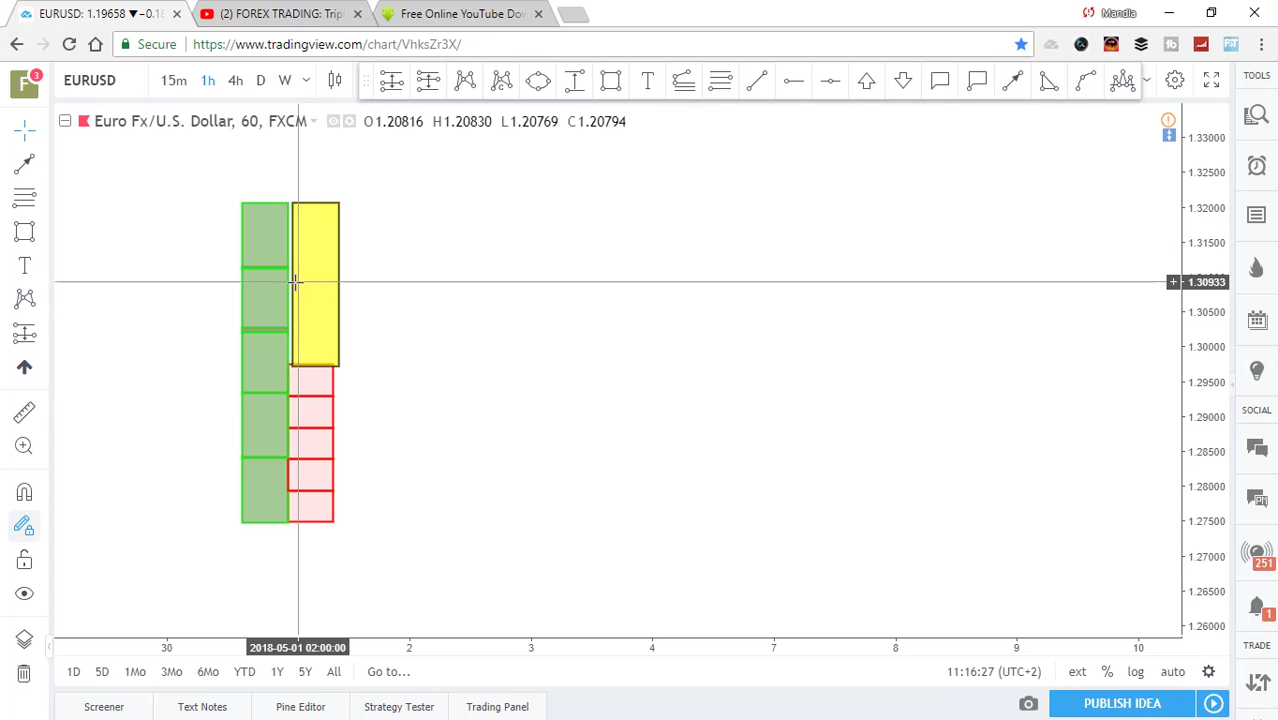 EURUSD: 1.19658 ▼−0.18
(2) FOREX TRADING: Tripl
Free Online YouTube Dow
Mandla
Secure
https://www.tradingview.com/chart/VhksZr3X/
F
3
EURUSD
15m
1h
4h
D
W
TOOLS
Euro Fx/U.S. Dollar, 60, FXCM
O1.20816 H1.20830 L1.20769 C1.20794
1.33000
1.32500
1.32000
1.31500
1.30933
1.30500
1.30000
1.29500
1.29000
1.28500
1.28000
1.27500
1.27000
1.26500
1.26000
SOCIAL
251
1
TRADE
30
2018-05-01 02:00:00
2
3
4
7
8
9
10
1D 5D 1Mo 3Mo 6Mo YTD 1Y 5Y All Go to...
11:16:27 (UTC+2)
ext % log auto
Screener
Text Notes
Pine Editor
Strategy Tester
Trading Panel
PUBLISH IDEA